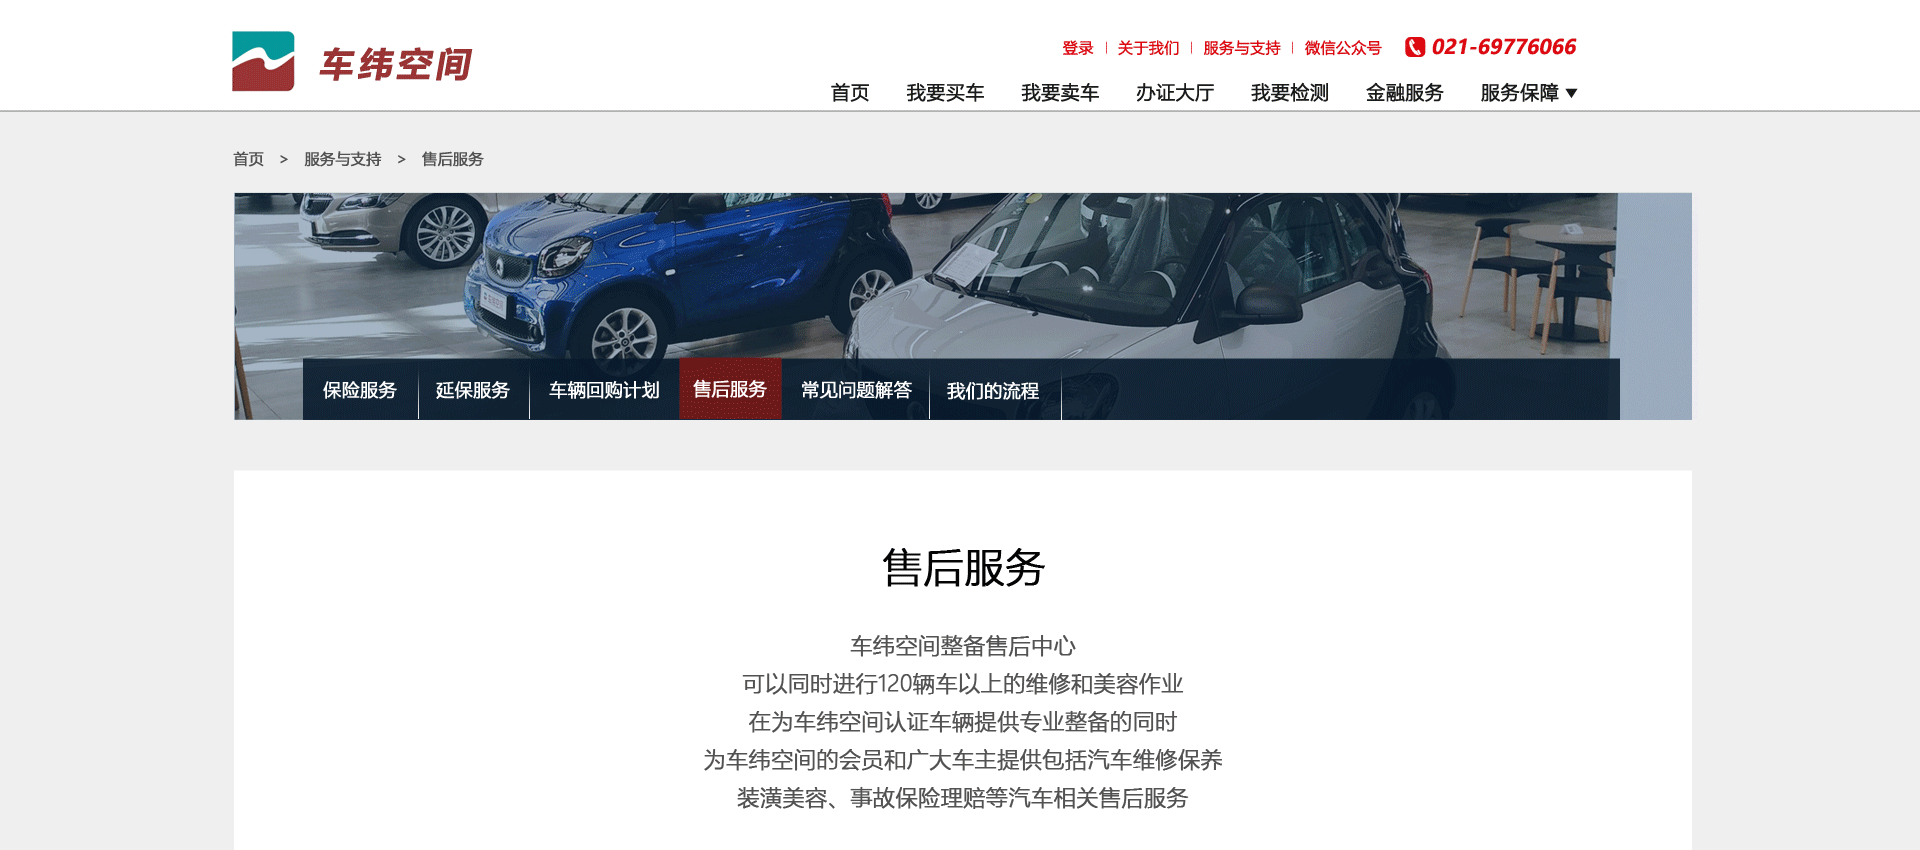 车纬空间
登录 | 关于我们 | 服务与支持 | 微信公众号 021-69776066
首页 我要买车 我要卖车 办证大厅 我要检测 金融服务 服务保障▼
首页 > 服务与支持 > 售后服务
保险服务 延保服务 车辆回购计划 售后服务 常见问题解答 我们的流程
售后服务
车纬空间整备售后中心
可以同时进行120辆车以上的维修和美容作业
在为车纬空间认证车辆提供专业整备的同时
为车纬空间的会员和广大车主提供包括汽车维修保养
装潢美容、事故保险理赔等汽车相关售后服务